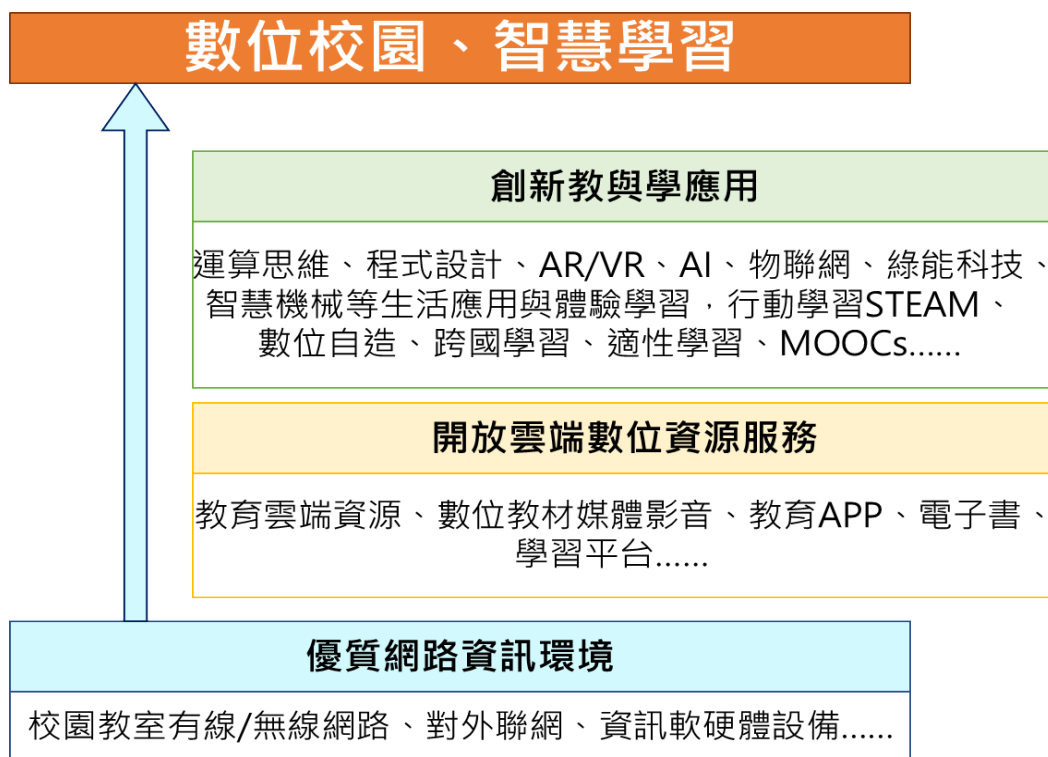 數位校園、智慧學習
創新教與學應用
運算思維、程式設計、AR/VR、AI、物聯網、綠能科技、
智慧機械等生活應用與體驗學習，行動學習STEAM、
數位自造、跨國學習、適性學習、MOOCs......
開放雲端數位資源服務
教育雲端資源、數位教材媒體影音、教育APP、電子書、
學習平台......
優質網路資訊環境
校園教室有線/無線網路、對外聯網、資訊軟硬體設備......